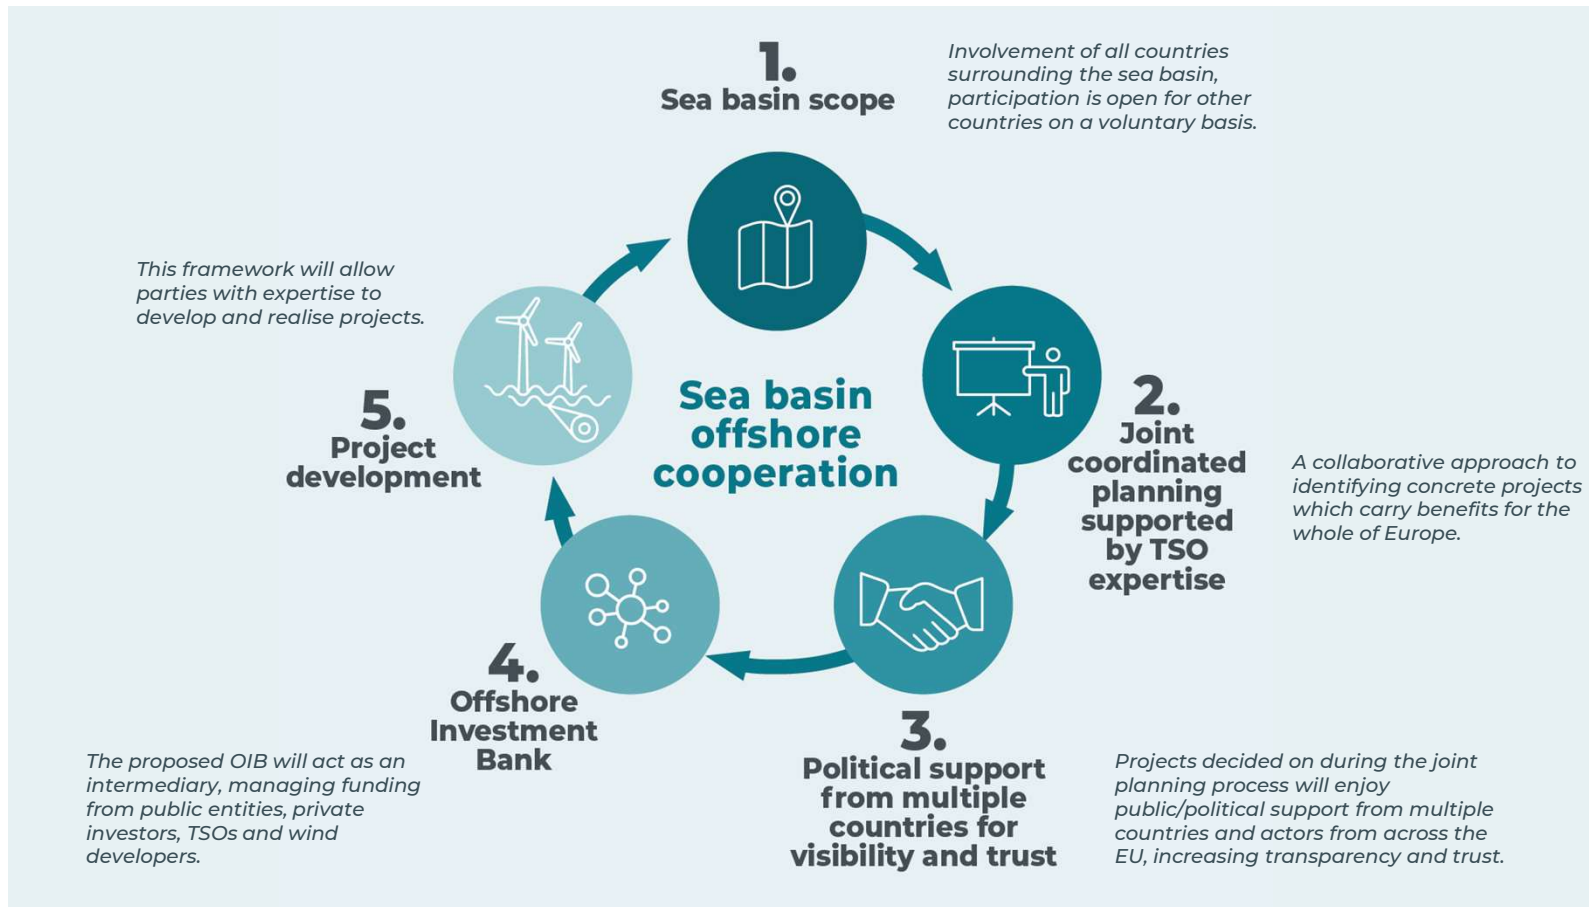 1.
Sea basin scope
Involvement of all countries
surrounding the sea basin,
participation is open for other
countries on a voluntary basis.
2.
Joint
coordinated
planning
supported
by TSO
expertise
A collaborative approach to
identifying concrete projects
which carry benefits for the
whole of Europe.
3.
Political support
from multiple
countries for
visibility and trust
Projects decided on during the joint
planning process will enjoy
public/political support from multiple
countries and actors from across the
EU, increasing transparency and trust.
4.
Offshore
Investment
Bank
The proposed OIB will act as an
intermediary, managing funding
from public entities, private
investors, TSOs and wind
developers.
5.
Project
development
This framework will allow
parties with expertise to
develop and realise projects.
Sea basin
offshore
cooperation